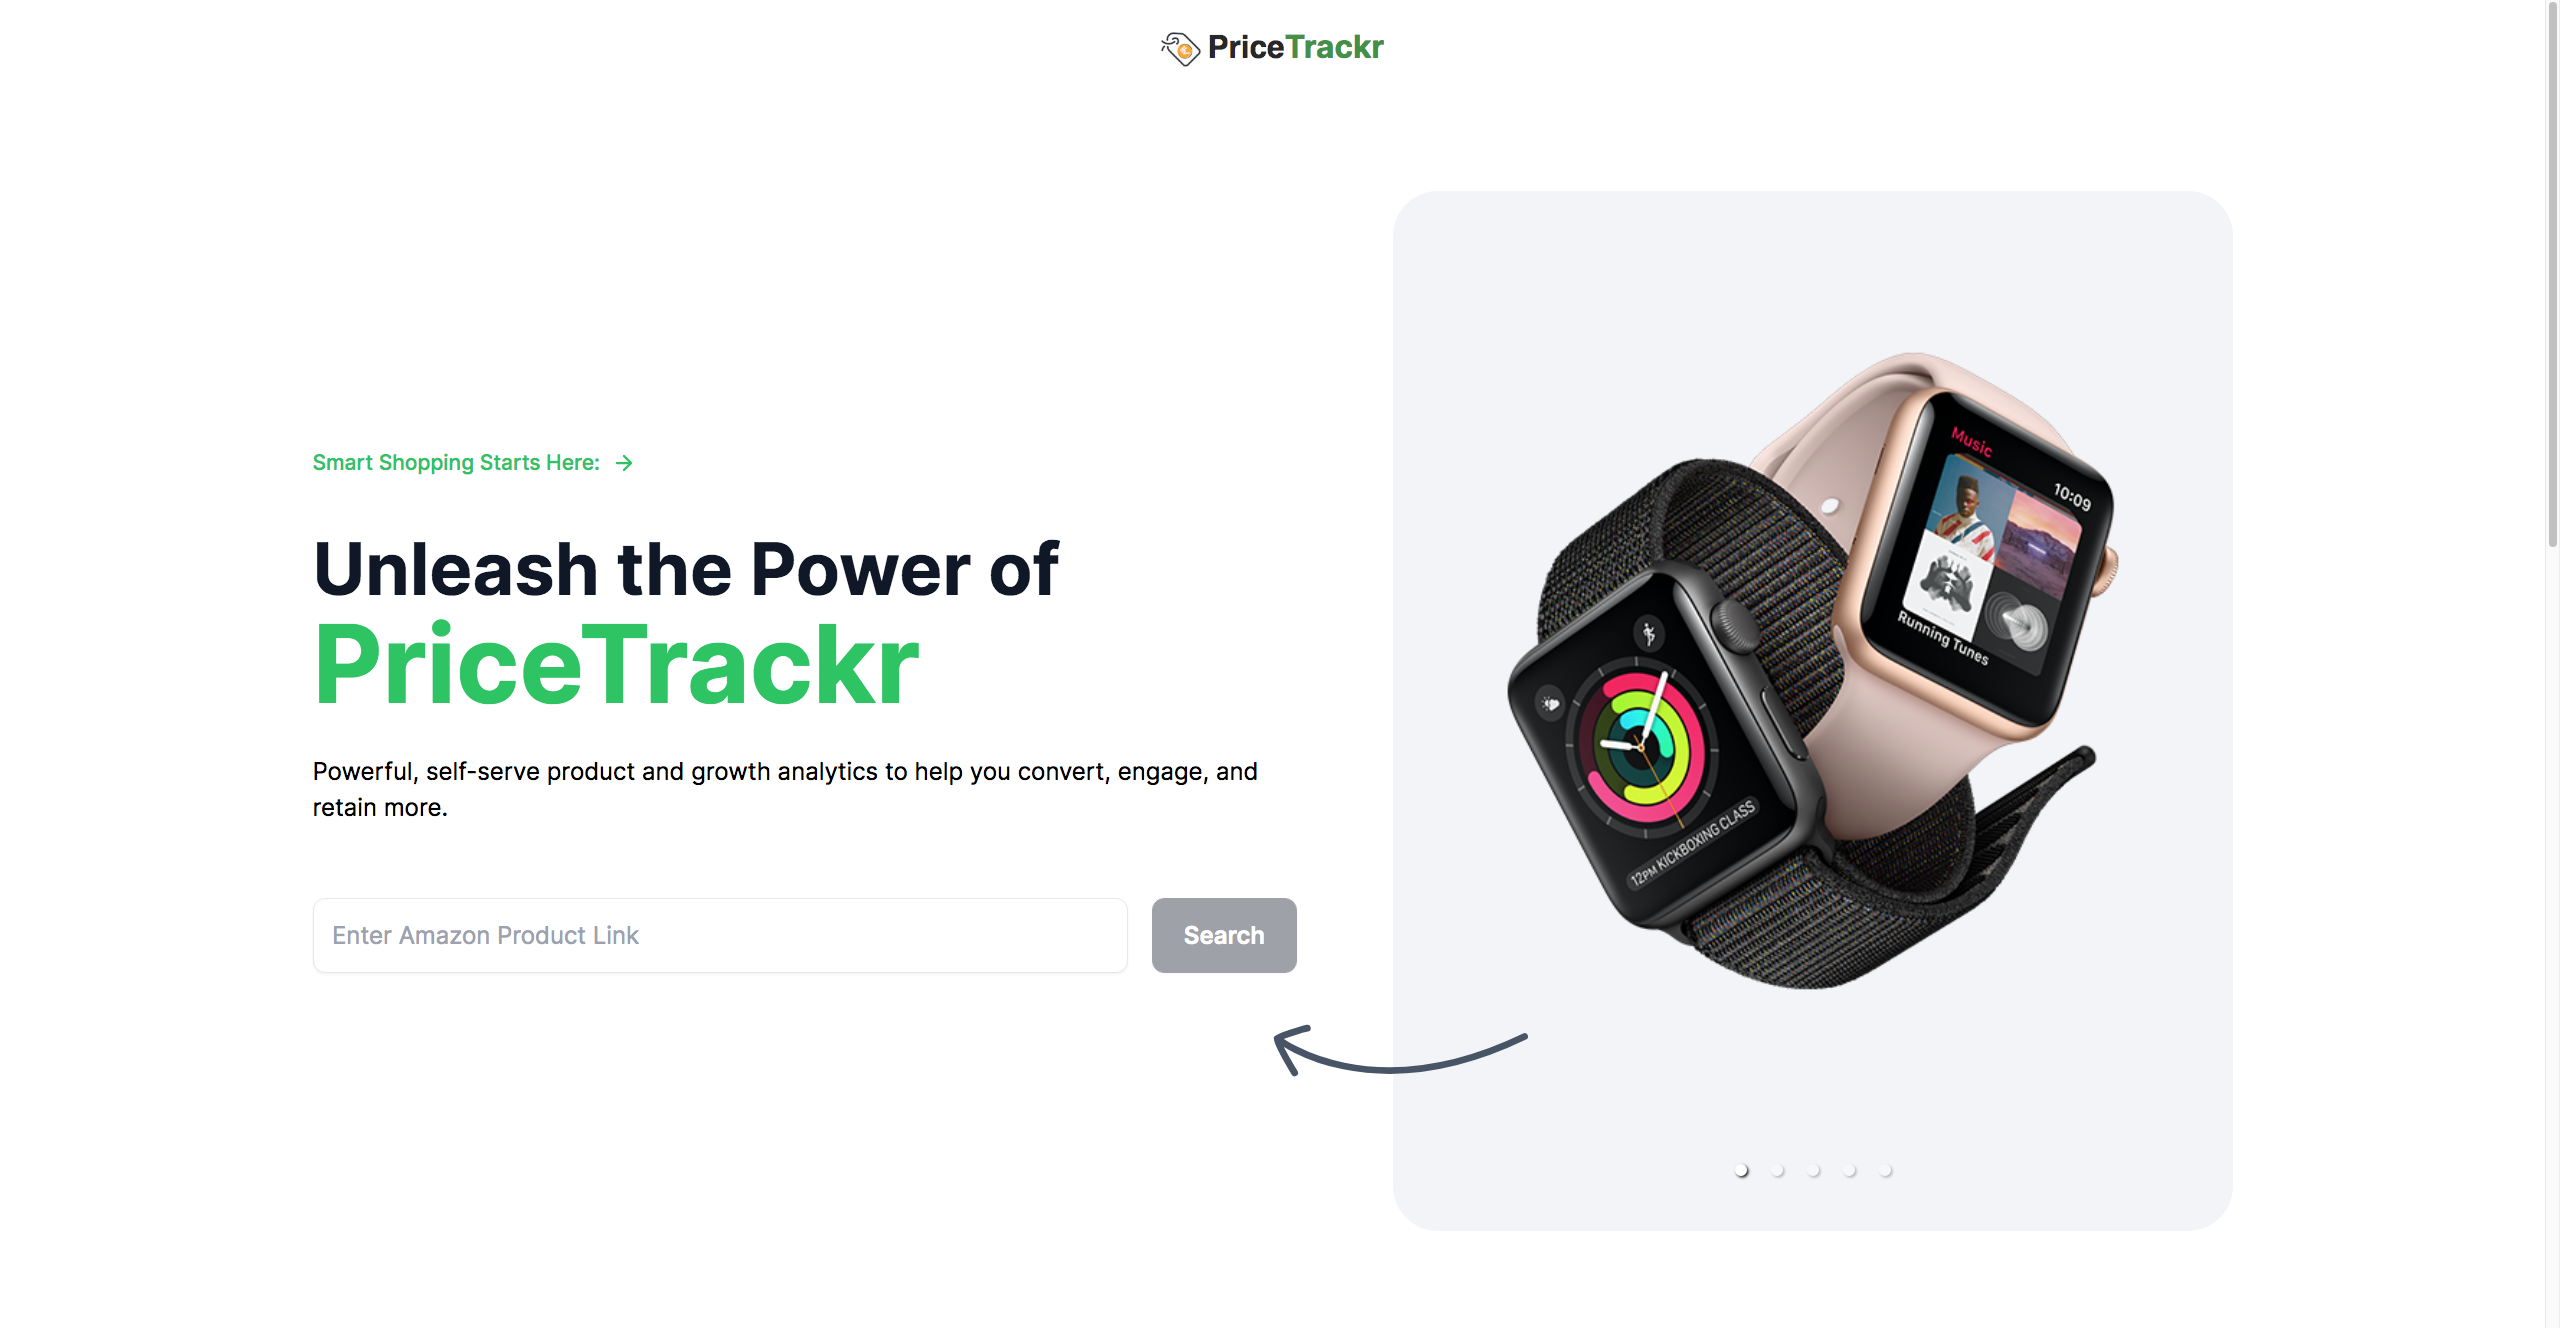 PriceTrackr
Smart Shopping Starts Here:
Unleash the Power of
PriceTrackr
Powerful, self-serve product and growth analytics to help you convert, engage, and
retain more.
Enter Amazon Product Link
Search
Music
10:09
Running Tunes
12PM KICKBOXING CLASS